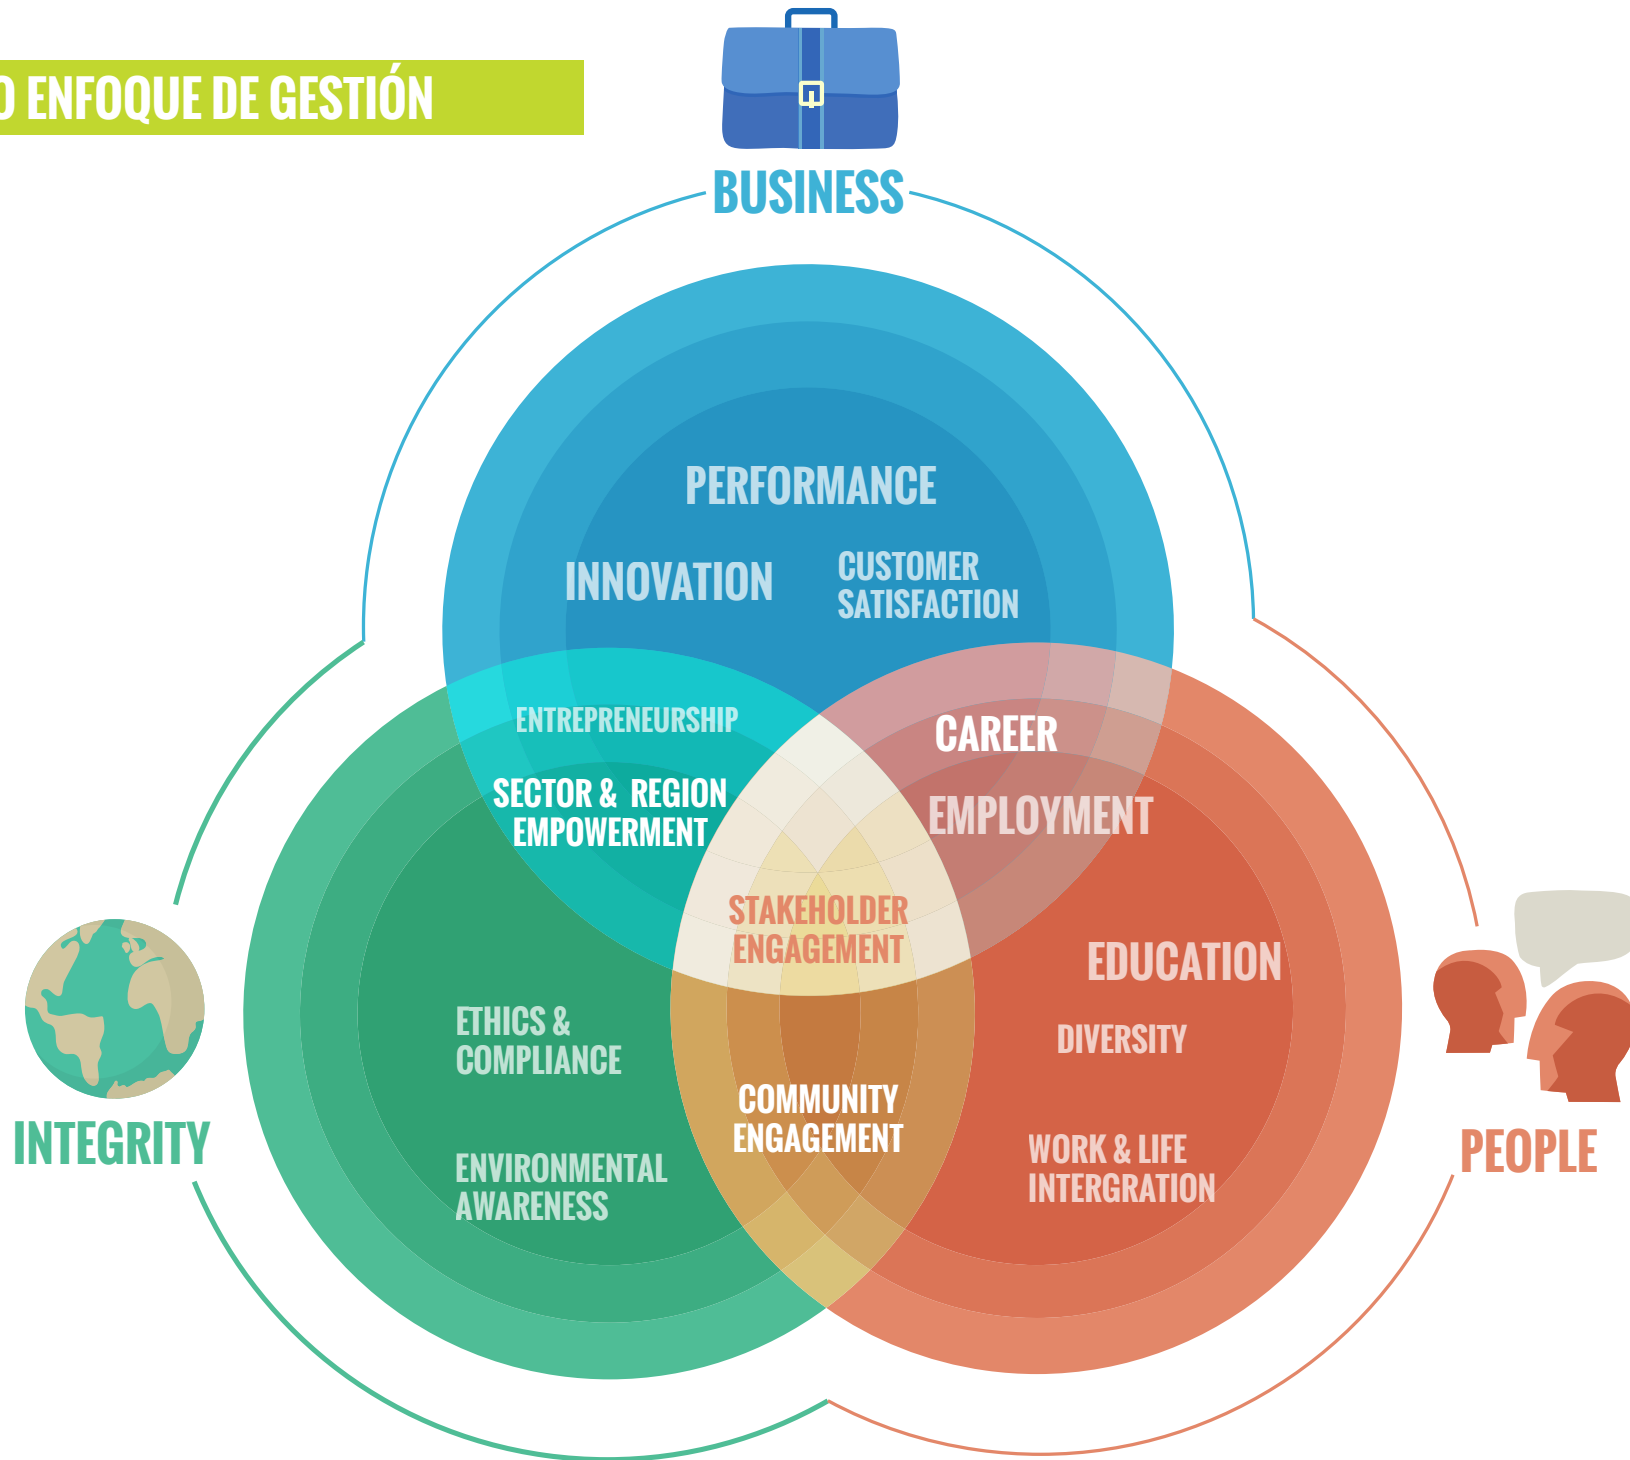 O ENFOQUE DE GESTIÓN
BUSINESS
PERFORMANCE
INNOVATION
CUSTOMER
SATISFACTION
ENTREPRENEURSHIP
CAREER
SECTOR & REGION
EMPOWERMENT
EMPLOYMENT
STAKEHOLDER
ENGAGEMENT
EDUCATION
ETHICS &
COMPLIANCE
DIVERSITY
COMMUNITY
ENGAGEMENT
INTEGRITY
PEOPLE
WORK & LIFE
INTERGRATION
ENVIRONMENTAL
AWARENESS